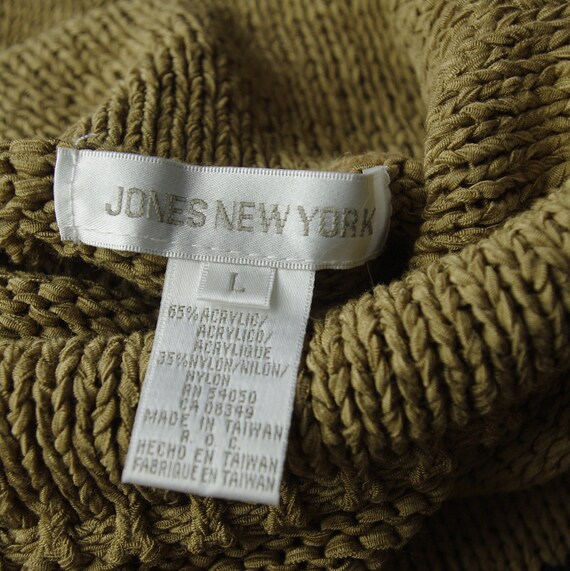 JONES NEW YORK
L
65% ACRYLIC/
ACRYLICO/
ACRYLIQUE
35% NYLON/NILON/
NYLON
RN 54050
CA 08349
MADE IN TAIWAN
R. O. C.
HECHO EN TAIWAN
FABRIQUE EN TAIWAN